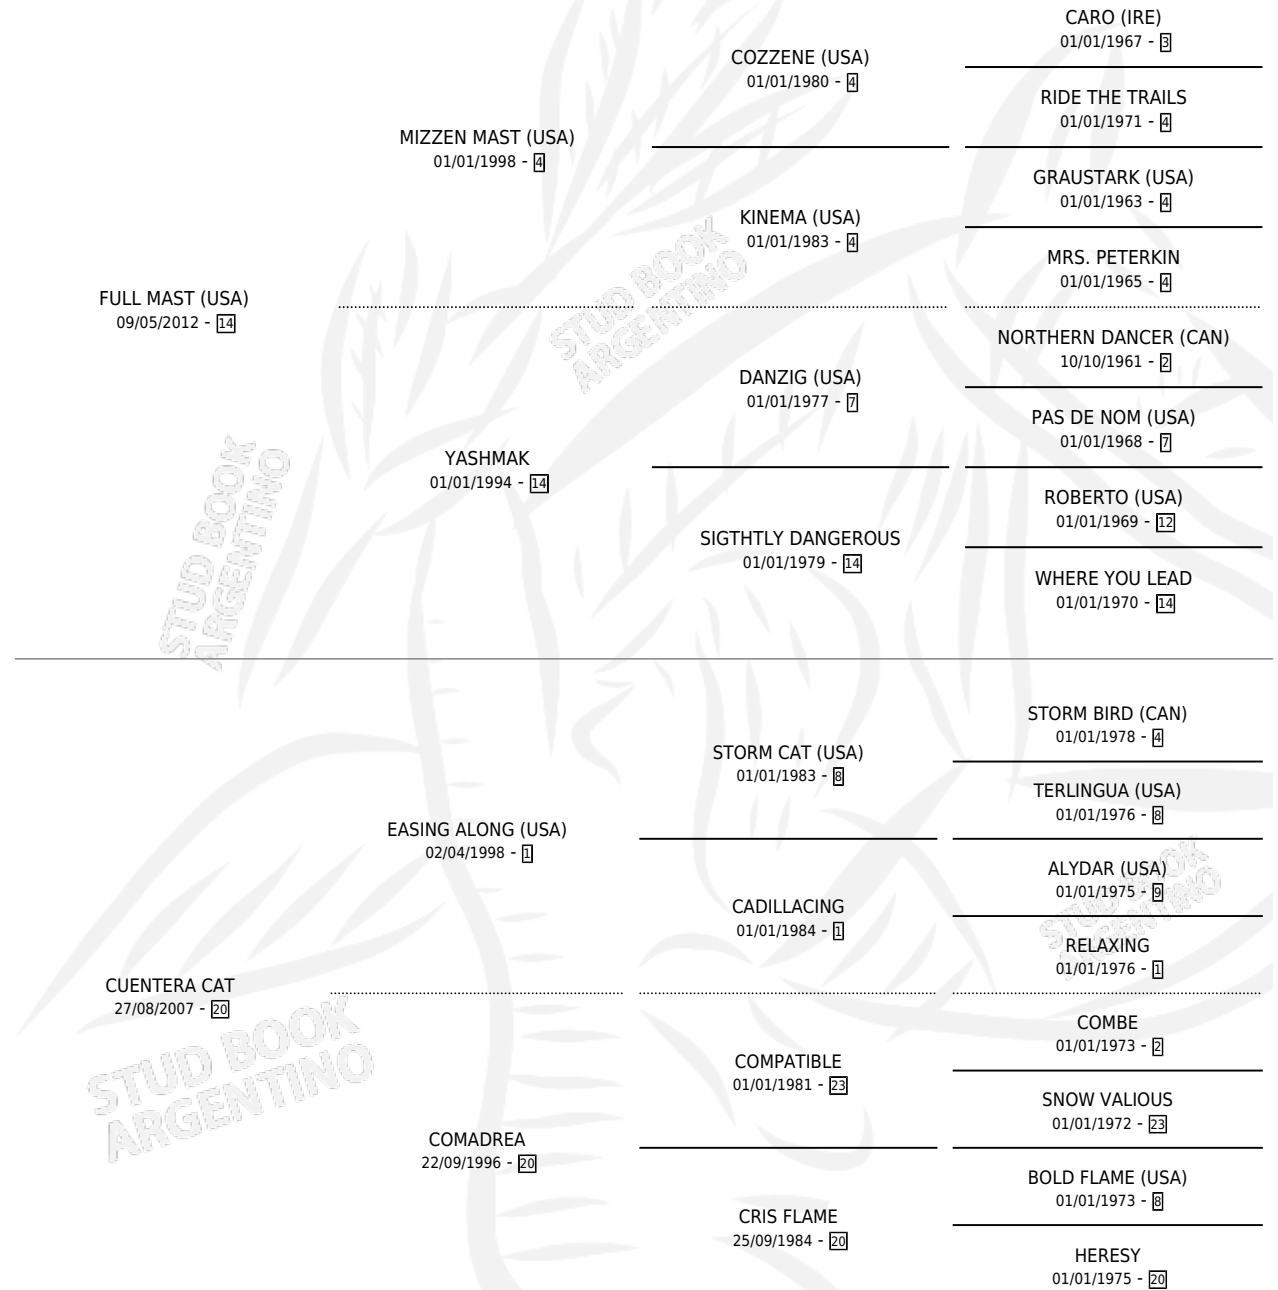 CARO (IRE)
01/01/1967 - 3
COZZENE (USA)
01/01/1980 - 4
RIDE THE TRAILS
01/01/1971 - 4
MIZZEN MAST (USA)
01/01/1998 - 4
GRAUSTARK (USA)
01/01/1963 - 4
KINEMA (USA)
01/01/1983 - 4
MRS. PETERKIN
01/01/1965 - 4
FULL MAST (USA)
09/05/2012 - 14
NORTHERN DANCER (CAN)
10/10/1961 - 2
DANZIG (USA)
01/01/1977 - 7
PAS DE NOM (USA)
01/01/1968 - 7
YASHMAK
01/01/1994 - 14
ROBERTO (USA)
01/01/1969 - 12
SIGTHTLY DANGEROUS
01/01/1979 - 14
WHERE YOU LEAD
01/01/1970 - 14
STORM BIRD (CAN)
01/01/1978 - 4
STORM CAT (USA)
01/01/1983 - 8
TERLINGUA (USA)
01/01/1976 - 8
EASING ALONG (USA)
02/04/1998 - 1
ALYDAR (USA)
01/01/1975 - 9
CADILLACING
01/01/1984 - 1
RELAXING
01/01/1976 - 1
CUENTERA CAT
27/08/2007 - 20
COMBE
01/01/1973 - 2
COMPATIBLE
01/01/1981 - 23
SNOW VALIOUS
01/01/1972 - 23
COMADREA
22/09/1996 - 20
BOLD FLAME (USA)
01/01/1973 - 8
CRIS FLAME
25/09/1984 - 20
HERESY
01/01/1975 - 20
STUD BOOK
ARGENTINO
STUD BOOK
ARGENTINO
STUD BOOK
ARGENTINO
STUD BOOK
ARGENTINO